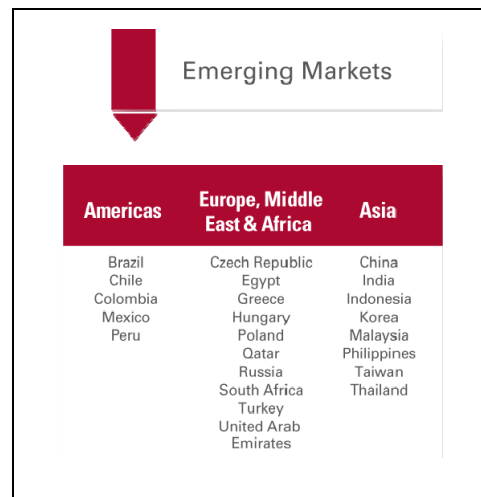 Emerging Markets
Americas
Brazil
Chile
Colombia
Mexico
Peru
Europe, Middle
East & Africa
Czech Republic
Egypt
Greece
Hungary
Poland
Qatar
Russia
South Africa
Turkey
United Arab
Emirates
Asia
China
India
Indonesia
Korea
Malaysia
Philippines
Taiwan
Thailand